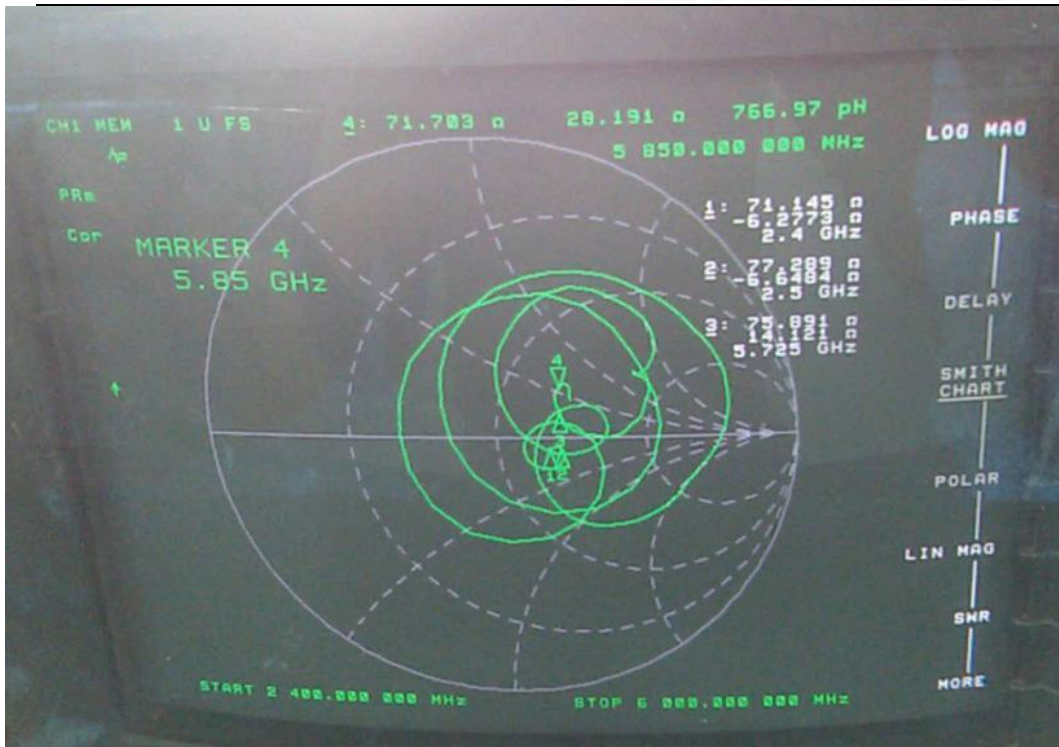 CH1 MEM 1 U FS 4: 71.703 Ω 28.191 Ω 766.97 pH
5 850.000 000 MHz
PRm
Cor
MARKER 4
5.85 GHz
1: 71.145 Ω
-6.2773 Ω
2.4 GHz
2: 77.289 Ω
-6.6484 Ω
2.5 GHz
3: 75.891 Ω
14.121 Ω
5.725 GHz
4
3
12
LOG MAG
PHASE
DELAY
SMITH
CHART
POLAR
LIN MAG
SWR
MORE
START 2 400.000 000 MHz STOP 6 000.000 000 MHz